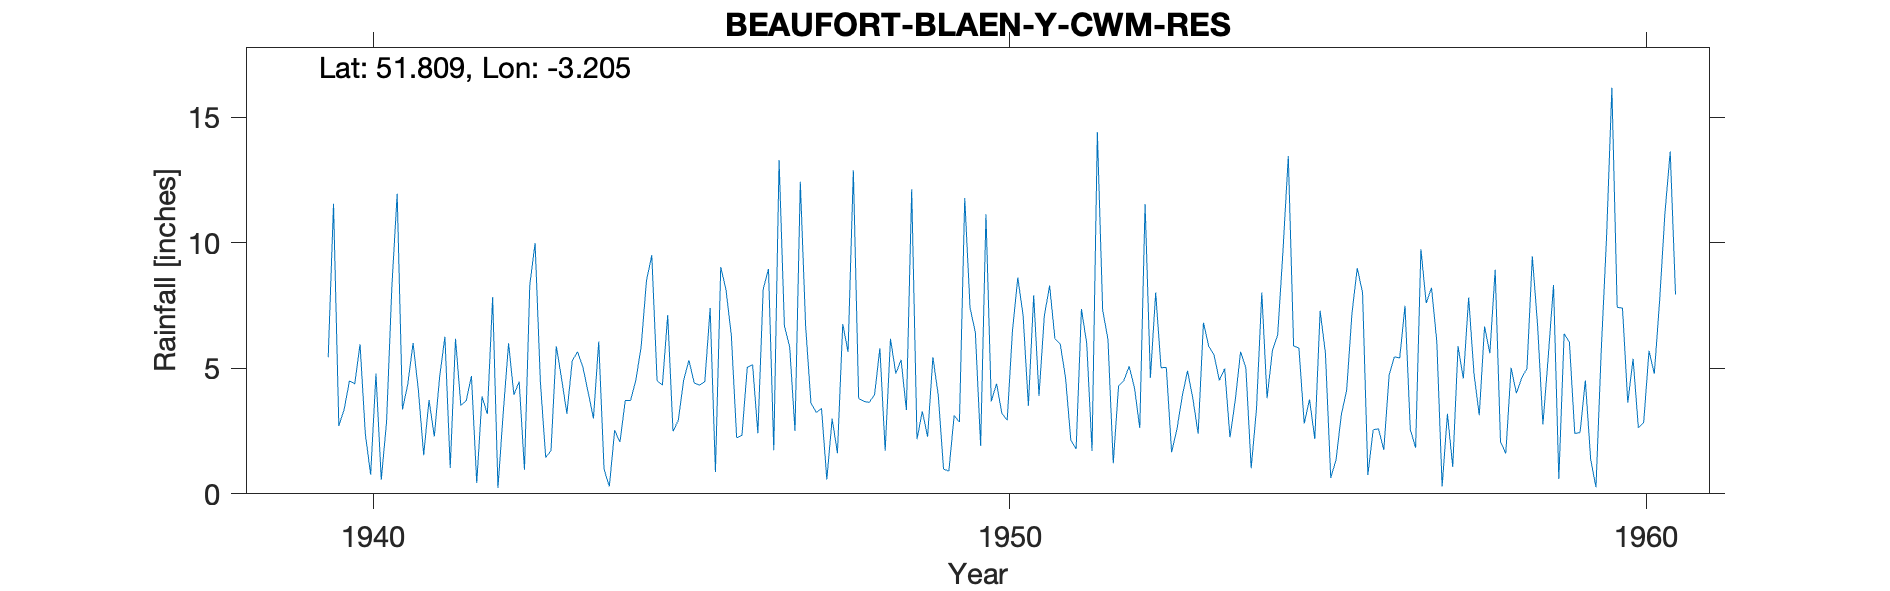 BEAUFORT-BLAEN-Y-CWM-RES
Lat: 51.809, Lon: -3.205
15
10
5
0
Rainfall [inches]
1940 1950 1960
Year